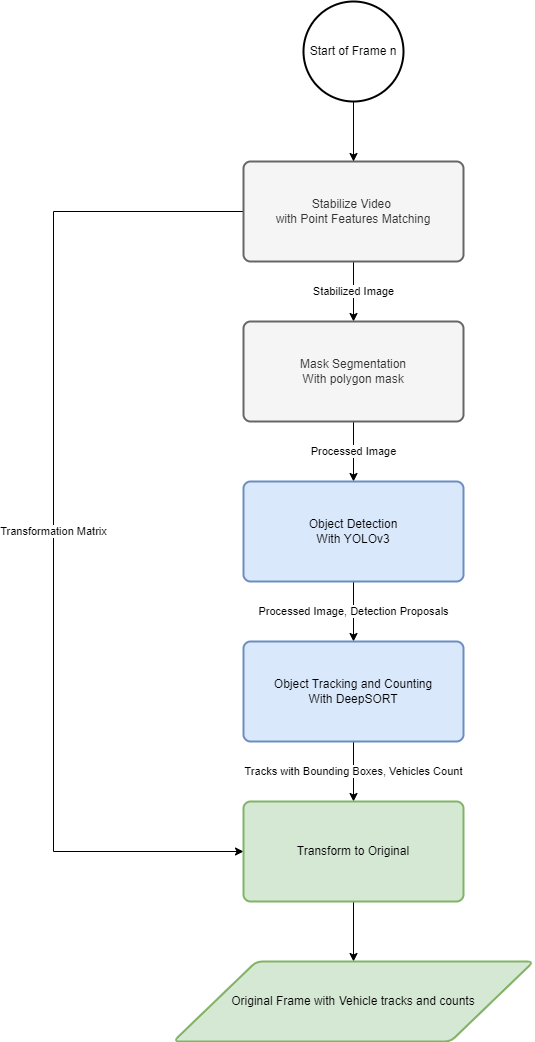 Start of Frame n
Stabilize Video
with Point Features Matching
Stabilized Image
Mask Segmentation
With polygon mask
Processed Image
Object Detection
With YOLOv3
Transformation Matrix
Processed Image, Detection Proposals
Object Tracking and Counting
With DeepSORT
Tracks with Bounding Boxes, Vehicles Count
Transform to Original
Original Frame with Vehicle tracks and counts